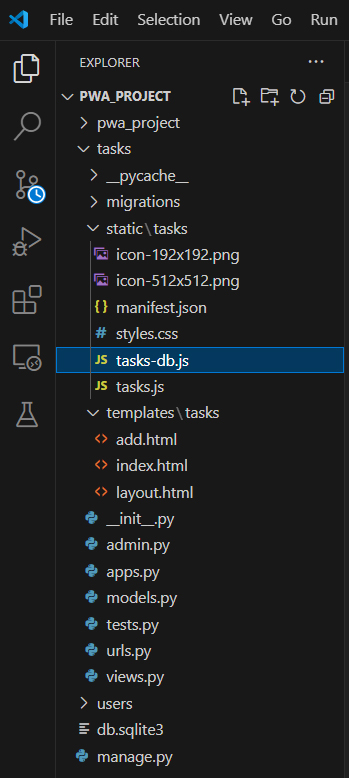 File Edit Selection View Go Run
EXPLORER ...
PWA_PROJECT
pwa_project
tasks
__pycache__
migrations
static\tasks
icon-192x192.png
icon-512x512.png
{} manifest.json
# styles.css
JS tasks-db.js
JS tasks.js
templates\tasks
<> add.html
<> index.html
<> layout.html
__init__.py
admin.py
apps.py
models.py
tests.py
urls.py
views.py
users
db.sqlite3
manage.py